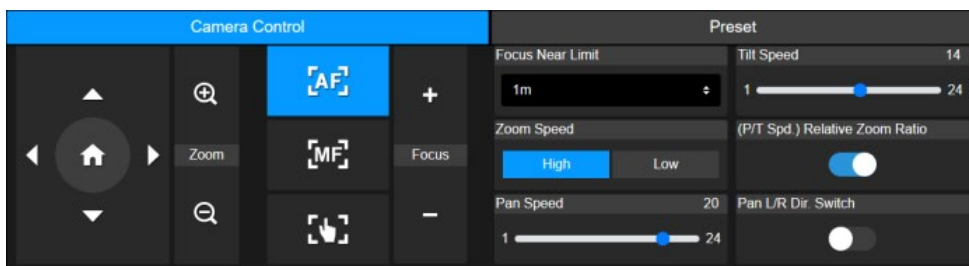 Camera Control
Preset
AF
MF
Zoom
Focus
Focus Near Limit
1m
Tilt Speed 14
1 24
Zoom Speed
High Low
(P/T Spd.) Relative Zoom Ratio
Pan Speed 20
1 24
Pan L/R Dir. Switch